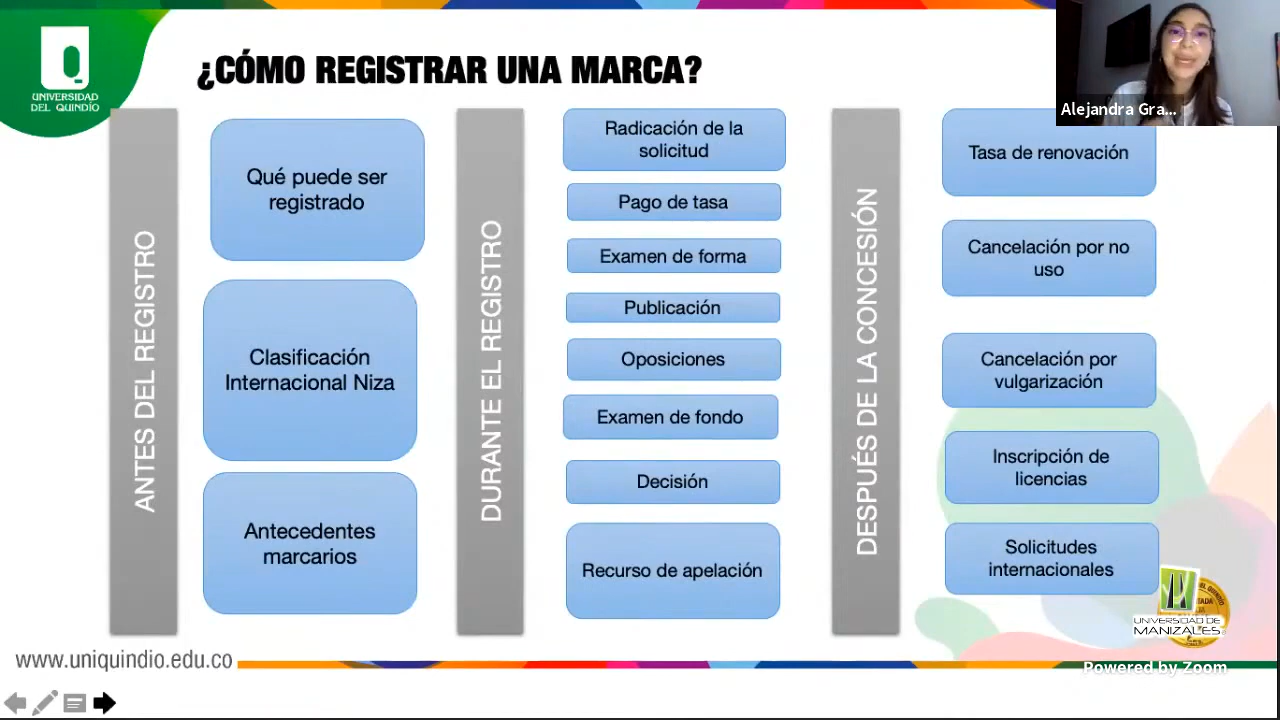 UNIVERSIDAD
DEL QUINDÍO
¿CÓMO REGISTRAR UNA MARCA?
Alejandra Gra...
ANTES DEL REGISTRO
Qué puede ser
registrado
Clasificación
Internacional Niza
Antecedentes
marcarios
DURANTE EL REGISTRO
Radicación de la
solicitud
Pago de tasa
Examen de forma
Publicación
Oposiciones
Examen de fondo
Decisión
Recurso de apelación
DESPUÉS DE LA CONCESIÓN
Tasa de renovación
Cancelación por no
uso
Cancelación por
vulgarización
Inscripción de
licencias
Solicitudes
internacionales
UNIVERSIDAD DE
MANIZALES
www.uniquindio.edu.co
Powered by Zoom